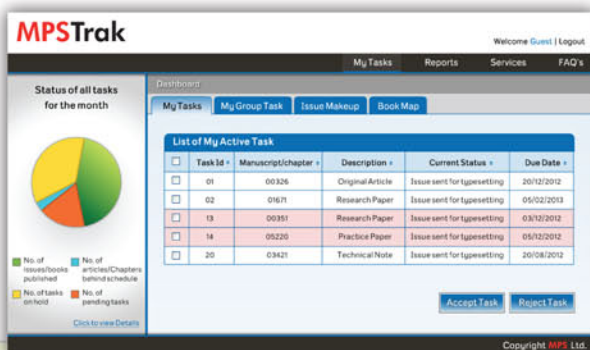 MPSTrak
Welcome Guest | Logout
My Tasks Reports Services FAQ's
Status of all tasks
for the month
Dashboard
My Tasks My Group Task Issue Makeup Book Map
List of My Active Task
Task Id Manuscript/chapter Description Current Status Due Date
01 00326 Original Article Issue sent for typesetting 20/12/2012
02 01671 Research Paper Issue sent for typesetting 05/02/2013
13 00351 Research Paper Issue sent for typesetting 03/12/2012
14 05220 Practice Paper Issue sent for typesetting 05/12/2012
20 03421 Technical Note Issue sent for typesetting 20/08/2012
No. of
issues/books
published
No. of
articles/Chapters
behind schedule
No. of tasks
on hold
No. of
pending tasks
Click to view Details
Accept Task Reject Task
Copyright MPS Ltd.